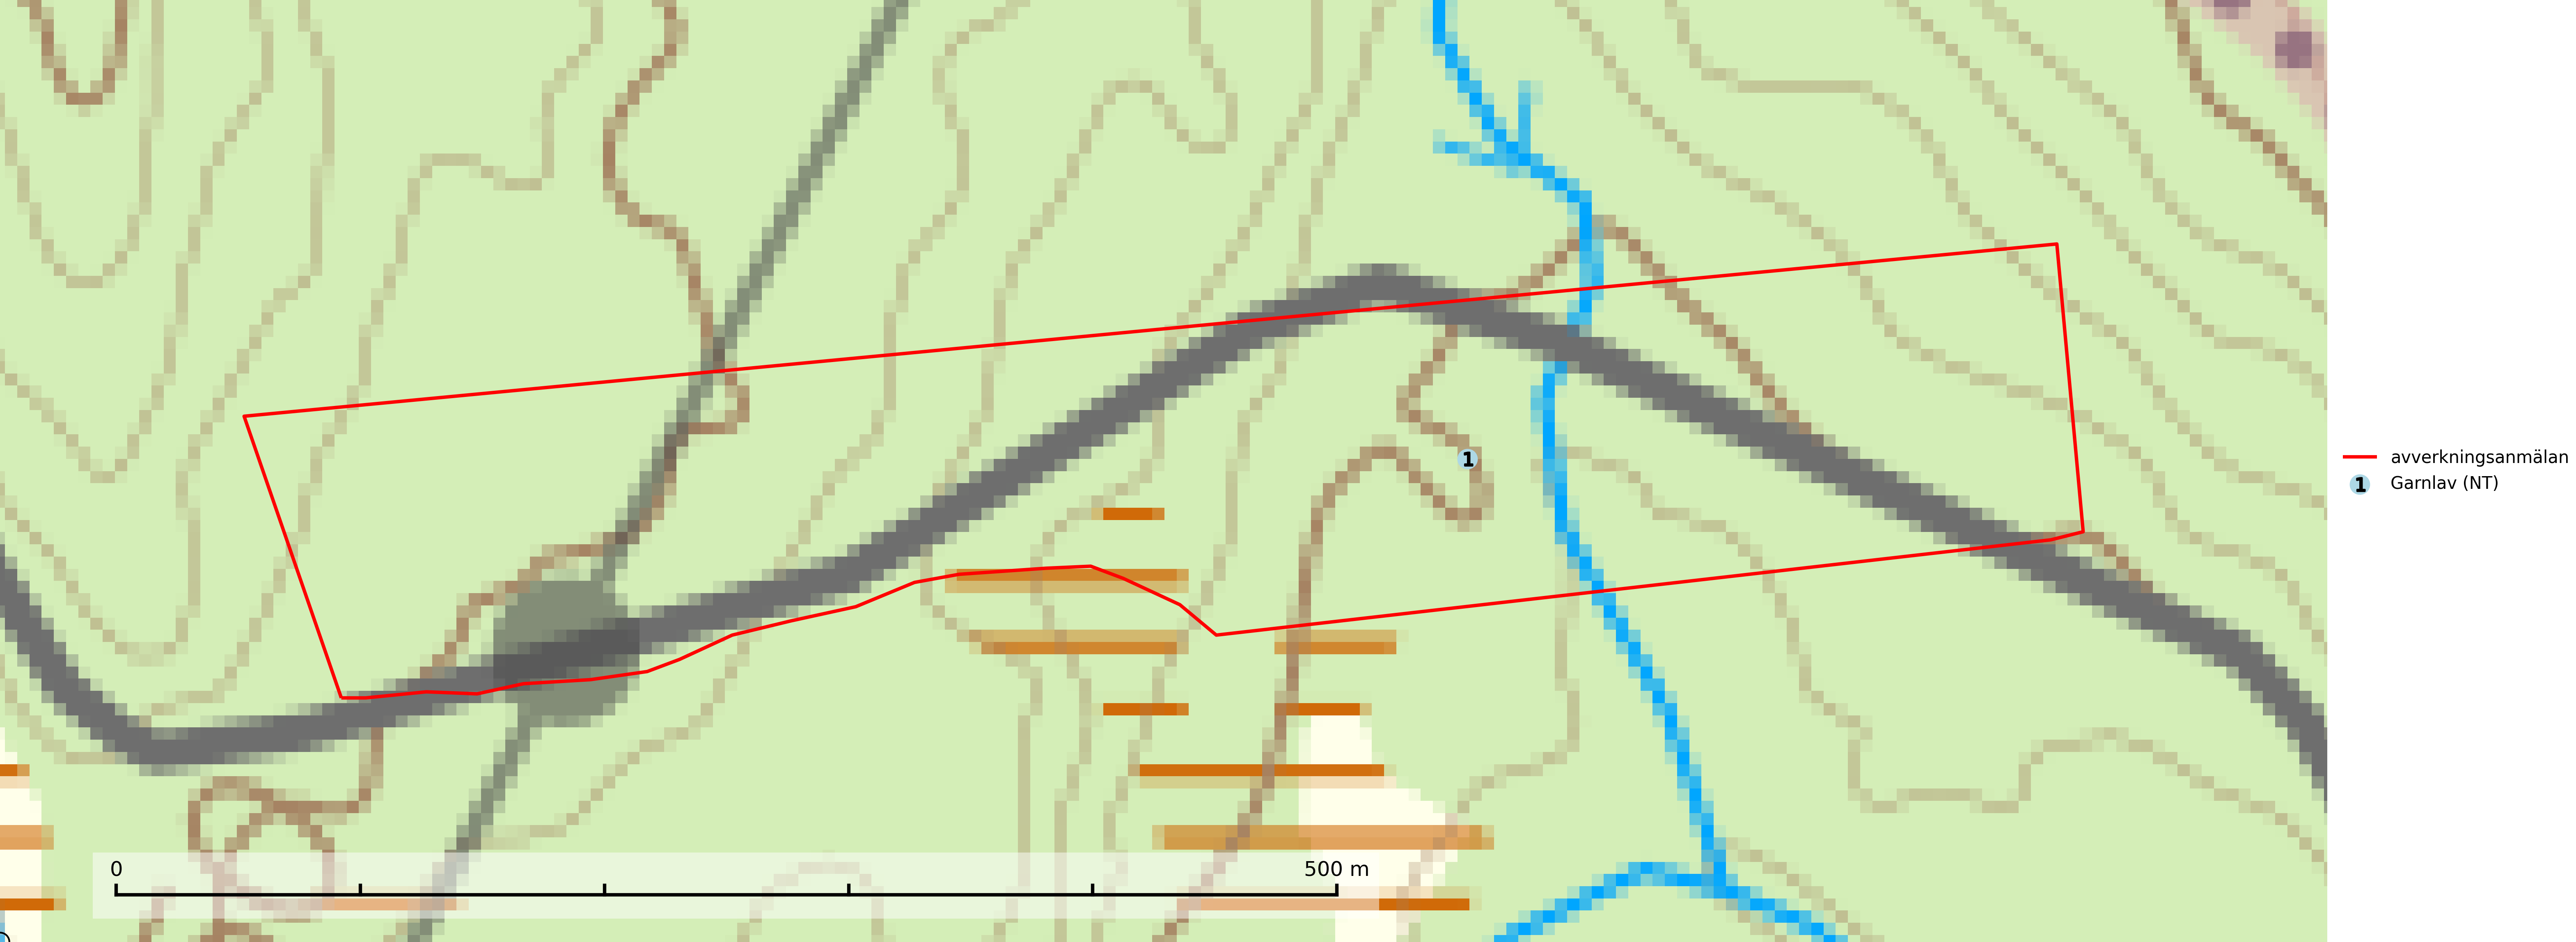 1
avverkningsanmälan
1 Garnlav (NT)
0 500 m